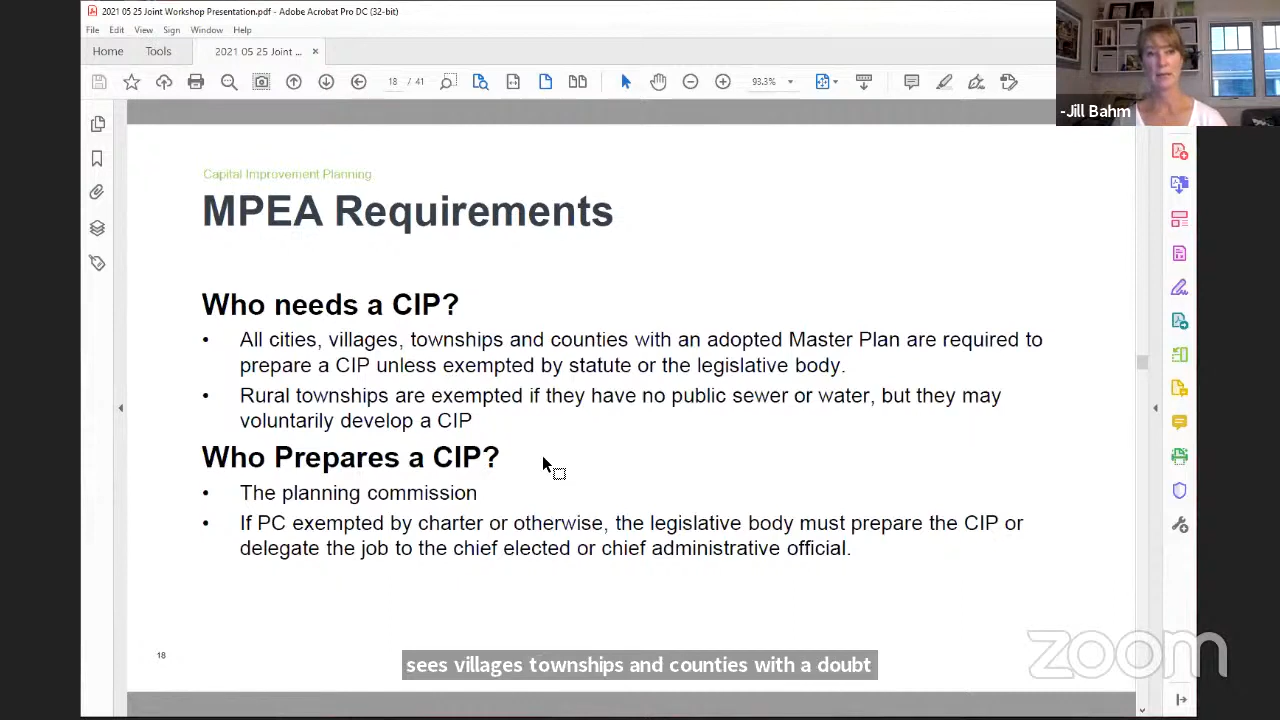 2021 05 25 Joint Workshop Presentation.pdf - Adobe Acrobat Pro DC (32-bit)
File Edit View Sign Window Help
Home Tools 2021 05 25 Joint ... ×
18 / 41 93.3%
-Jill Bahm
Capital Improvement Planning
MPEA Requirements
Who needs a CIP?
• All cities, villages, townships and counties with an adopted Master Plan are required to
prepare a CIP unless exempted by statute or the legislative body.
• Rural townships are exempted if they have no public sewer or water, but they may
voluntarily develop a CIP
Who Prepares a CIP?
• The planning commission
• If PC exempted by charter or otherwise, the legislative body must prepare the CIP or
delegate the job to the chief elected or chief administrative official.
18
sees villages townships and counties with a doubt
zoom